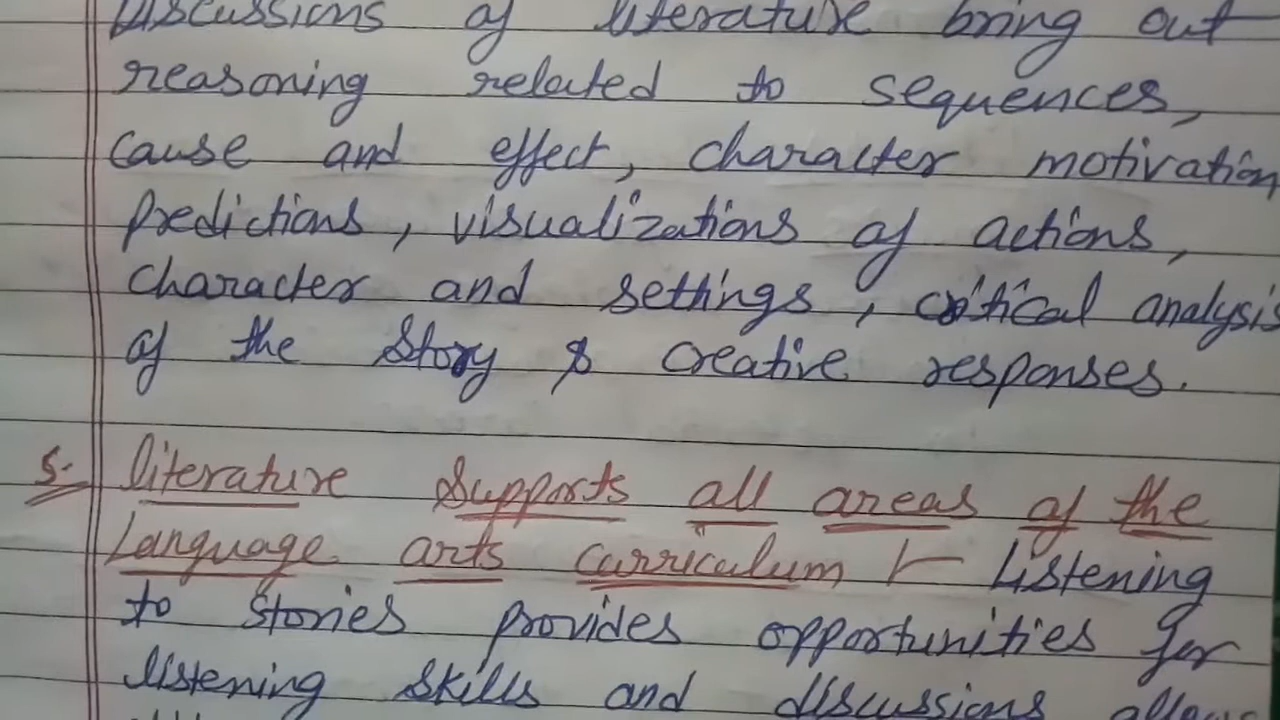 Discussions of literature bring out
reasoning related to sequences,
cause and effect, character motivation
predictions, visualizations of actions,
character and settings, critical analysis
of the story & creative responses.
5. literature supports all areas of the
Language arts curriculum :- Listening
to stories provides opportunities for
listening skills and discussions